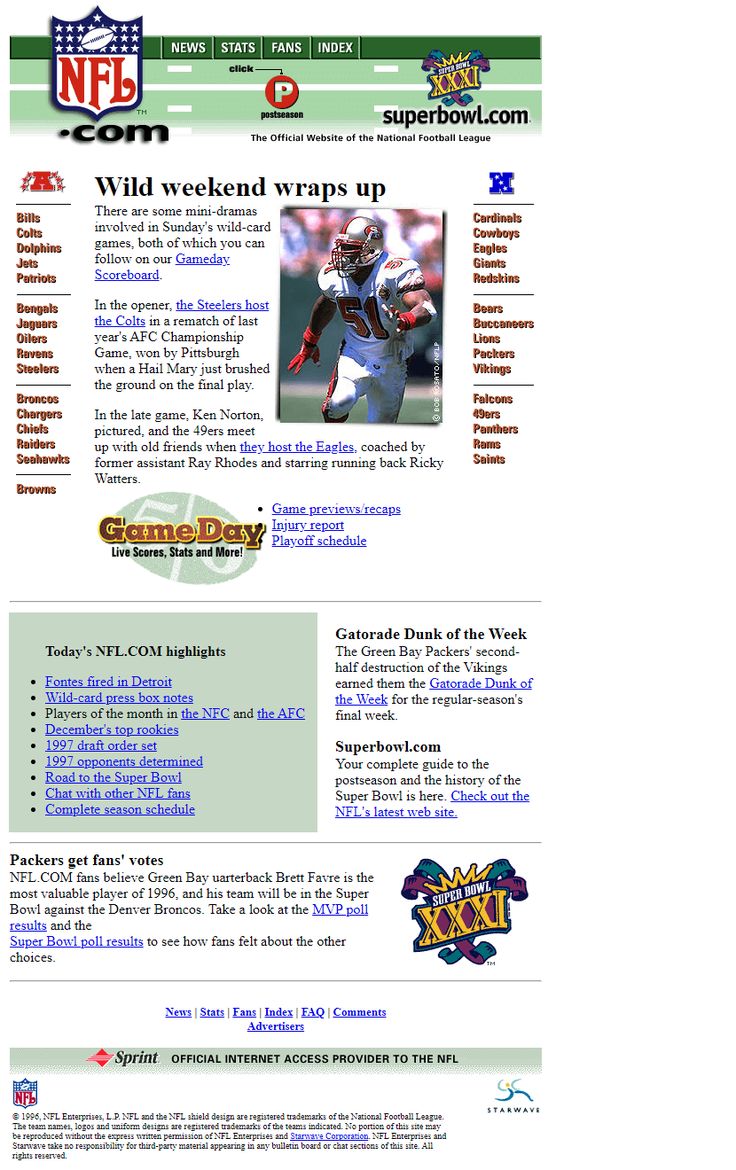 NFL
TM
.com
NEWS STATS FANS INDEX
click
P
postseason
SUPER BOWL
XXXI
superbowl.com
The Official Website of the National Football League
A
Bills
Colts
Dolphins
Jets
Patriots
Bengals
Jaguars
Oilers
Ravens
Steelers
Broncos
Chargers
Chiefs
Raiders
Seahawks
Browns
Wild weekend wraps up
There are some mini-dramas
involved in Sunday's wild-card
games, both of which you can
follow on our Gameday
Scoreboard.
In the opener, the Steelers host
the Colts in a rematch of last
year's AFC Championship
Game, won by Pittsburgh
when a Hail Mary just brushed
the ground on the final play.
In the late game, Ken Norton,
pictured, and the 49ers meet
up with old friends when they host the Eagles, coached by
former assistant Ray Rhodes and starring running back Ricky
Watters.
51
© BOB ROSATO/NFLP
GameDay
Live Scores, Stats and More!
• Game previews/recaps
• Injury report
• Playoff schedule
N
Cardinals
Cowboys
Eagles
Giants
Redskins
Bears
Buccaneers
Lions
Packers
Vikings
Falcons
49ers
Panthers
Rams
Saints
Today's NFL.COM highlights
• Fontes fired in Detroit
• Wild-card press box notes
• Players of the month in the NFC and the AFC
• December's top rookies
• 1997 draft order set
• 1997 opponents determined
• Road to the Super Bowl
• Chat with other NFL fans
• Complete season schedule
Gatorade Dunk of the Week
The Green Bay Packers' second-
half destruction of the Vikings
earned them the Gatorade Dunk of
the Week for the regular-season's
final week.
Superbowl.com
Your complete guide to the
postseason and the history of the
Super Bowl is here. Check out the
NFL's latest web site.
Packers get fans' votes
NFL.COM fans believe Green Bay uarterback Brett Favre is the
most valuable player of 1996, and his team will be in the Super
Bowl against the Denver Broncos. Take a look at the MVP poll
results and the
Super Bowl poll results to see how fans felt about the other
choices.
SUPER BOWL
XXXI
TM
News | Stats | Fans | Index | FAQ | Comments
Advertisers
Sprint. OFFICIAL INTERNET ACCESS PROVIDER TO THE NFL
NFL
STARWAVE
© 1996, NFL Enterprises, L.P. NFL and the NFL shield design are registered trademarks of the National Football League.
The team names, logos and uniform designs are registered trademarks of the teams indicated. No portion of this site may
be reproduced without the express written permission of NFL Enterprises and Starwave Corporation. NFL Enterprises and
Starwave take no responsibility for third-party material appearing in any bulletin board or chat sections of this site. All
rights reserved.